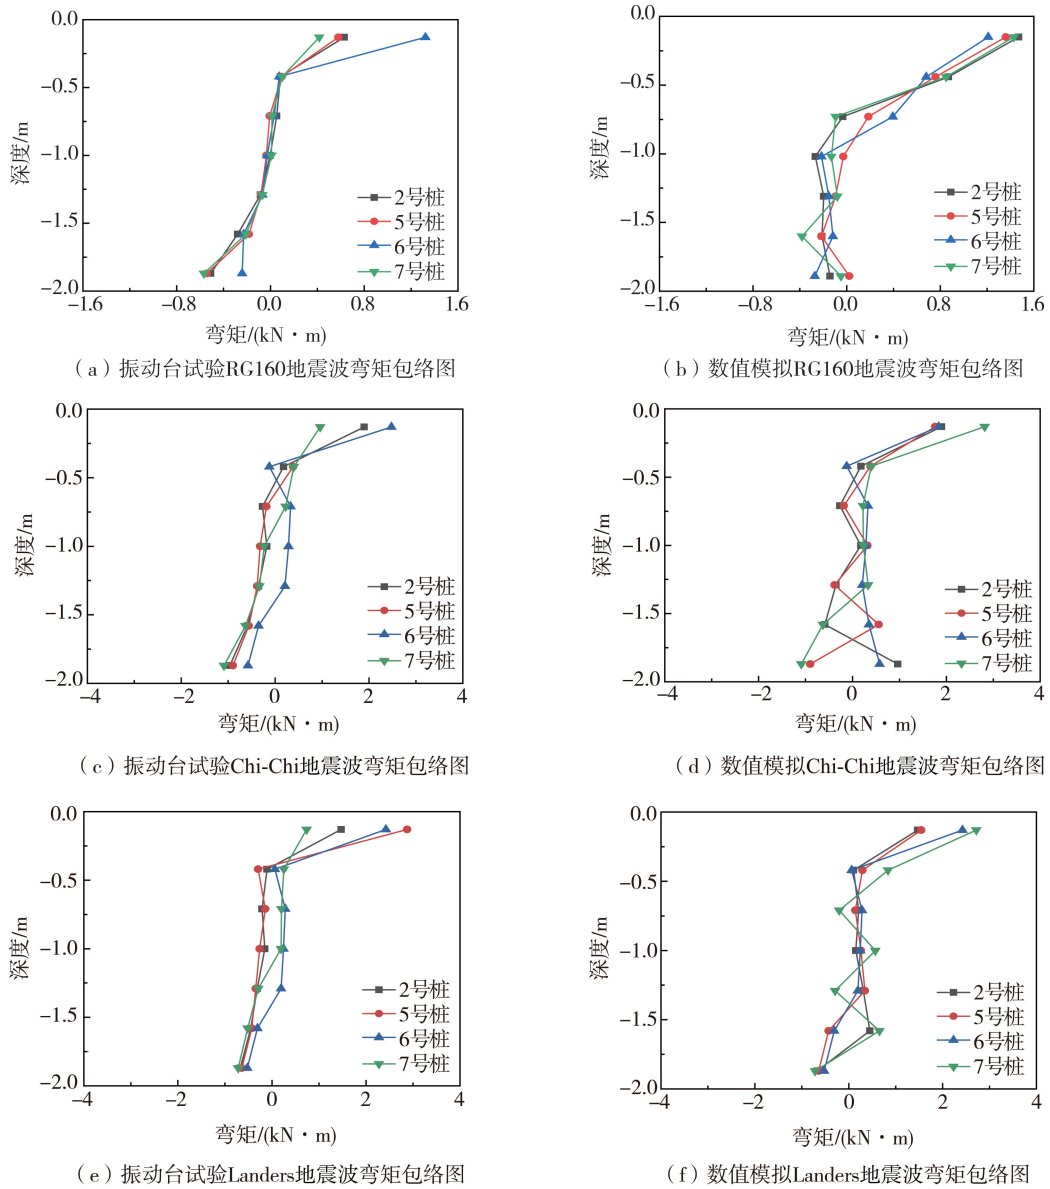 0.0
−0.5
−1.0
−1.5
−2.0
深度/m
2号桩
5号桩
6号桩
7号桩
−1.6
−0.8
0.0
0.8
1.6
弯矩/(kN·m)
（a）振动台试验RG160地震波弯矩包络图
0.0
−0.5
−1.0
−1.5
−2.0
深度/m
2号桩
5号桩
6号桩
7号桩
−1.6
−0.8
0.0
0.8
1.6
弯矩/(kN·m)
（b）数值模拟RG160地震波弯矩包络图
0.0
−0.5
−1.0
−1.5
−2.0
深度/m
2号桩
5号桩
6号桩
7号桩
−4
−2
0
2
4
弯矩/(kN·m)
（c）振动台试验Chi-Chi地震波弯矩包络图
0.0
−0.5
−1.0
−1.5
−2.0
深度/m
2号桩
5号桩
6号桩
7号桩
−4
−2
0
2
4
弯矩/(kN·m)
（d）数值模拟Chi-Chi地震波弯矩包络图
0.0
−0.5
−1.0
−1.5
−2.0
深度/m
2号桩
5号桩
6号桩
7号桩
−4
−2
0
2
4
弯矩/(kN·m)
（e）振动台试验Landers地震波弯矩包络图
0.0
−0.5
−1.0
−1.5
−2.0
深度/m
2号桩
5号桩
6号桩
7号桩
−4
−2
0
2
4
弯矩/(kN·m)
（f）数值模拟Landers地震波弯矩包络图